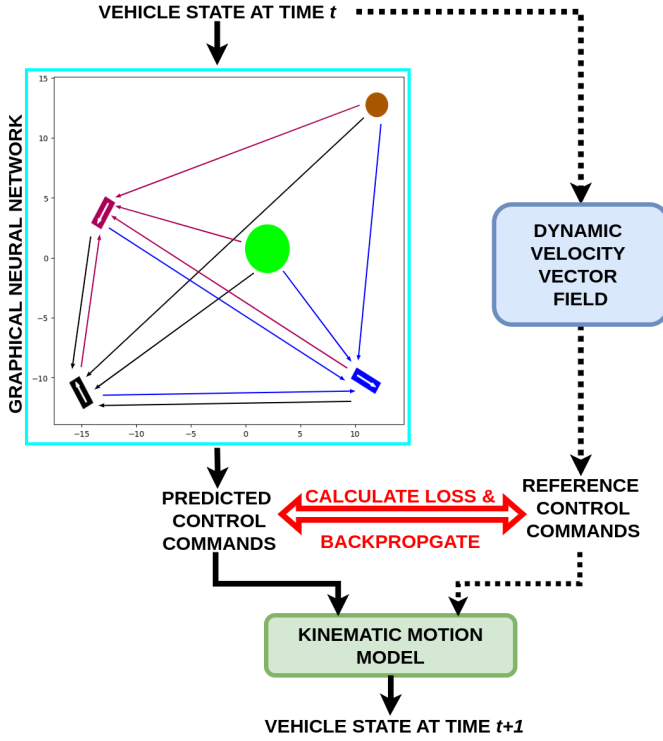 VEHICLE STATE AT TIME t
GRAPHICAL NEURAL NETWORK
15
10
5
0
−5
−10
−15
−10
−5
0
5
10
DYNAMIC
VELOCITY
VECTOR
FIELD
PREDICTED
CONTROL
COMMANDS
CALCULATE LOSS &
BACKPROPGATE
REFERENCE
CONTROL
COMMANDS
KINEMATIC MOTION
MODEL
VEHICLE STATE AT TIME t+1